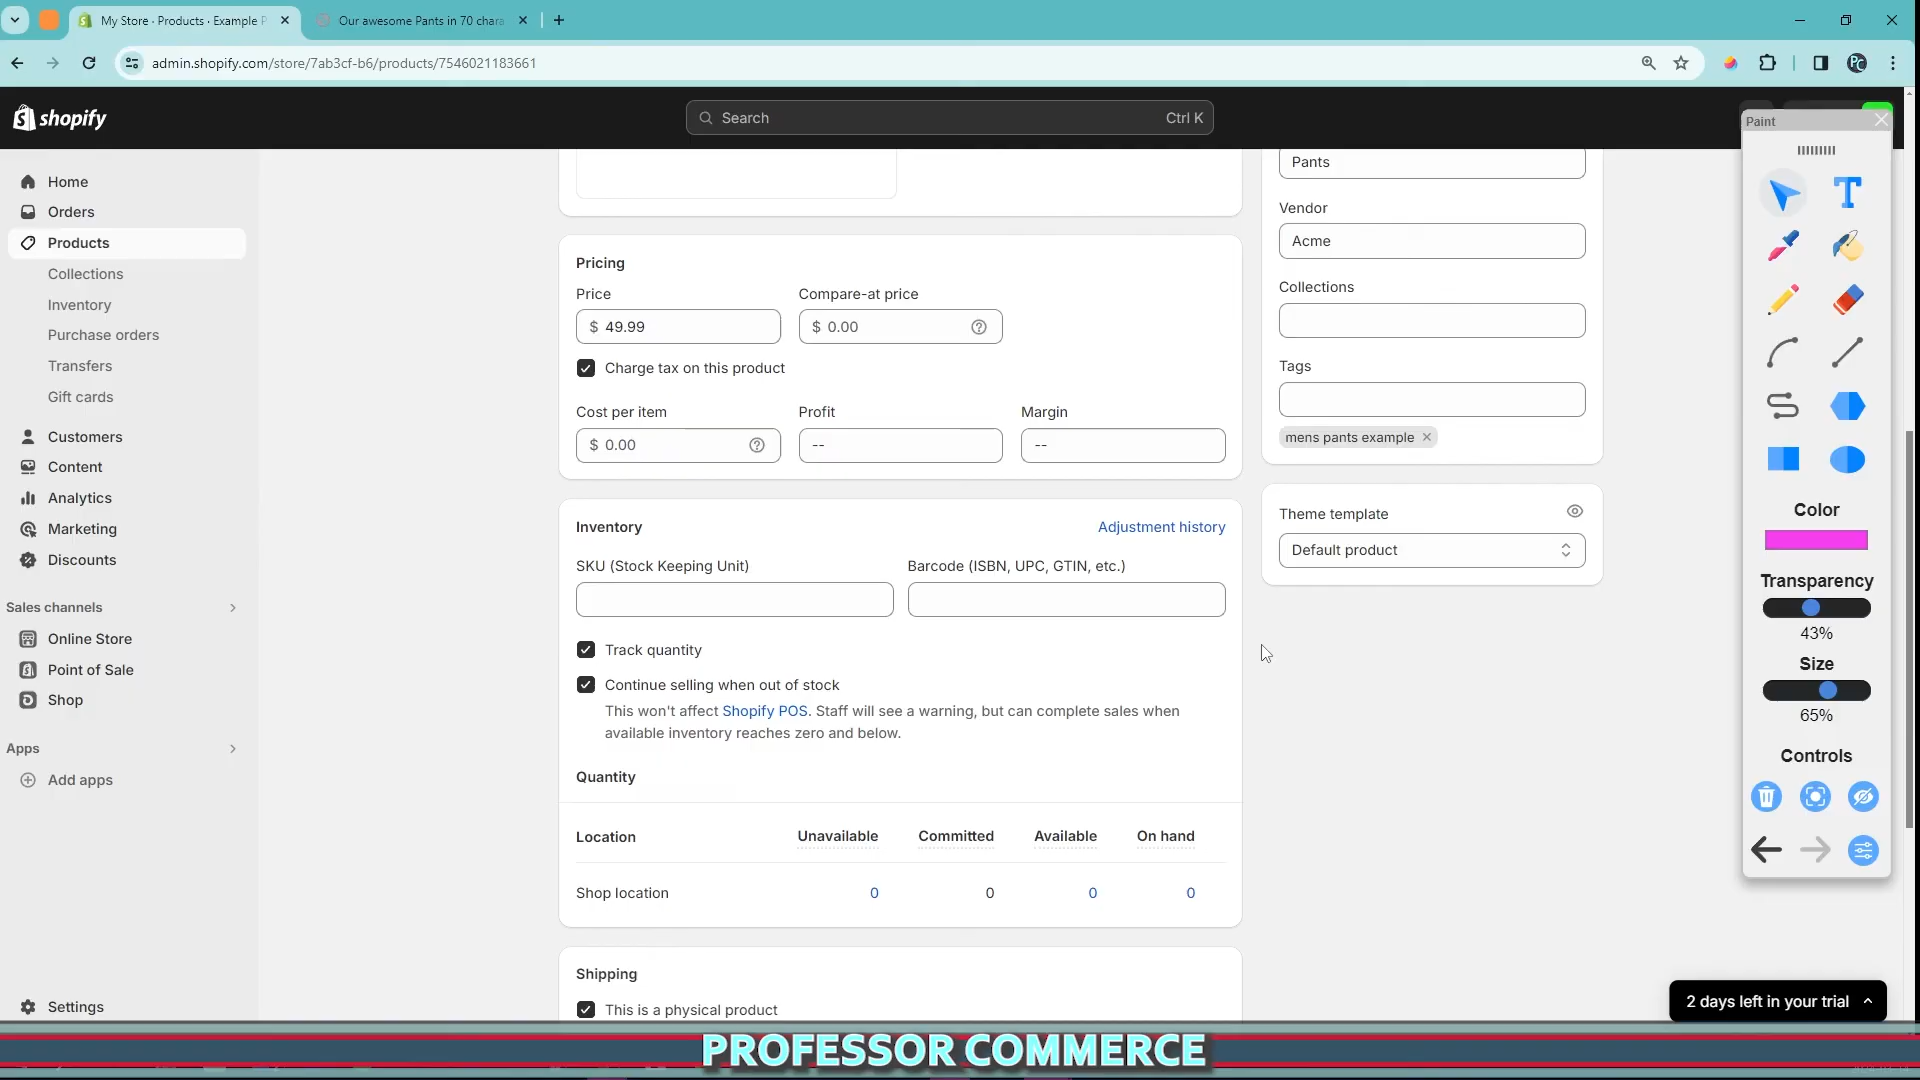 My Store · Products · Example P
Our awesome Pants in 70 chara
admin.shopify.com/store/7ab3cf-b6/products/7546021183661
PC
shopify
Search
Ctrl K
Home
Orders
Products
Collections
Inventory
Purchase orders
Transfers
Gift cards
Customers
Content
Analytics
Marketing
Discounts
Sales channels
Online Store
Point of Sale
Shop
Apps
Add apps
Settings
Pricing
Price
Compare-at price
$ 49.99
$ 0.00
Charge tax on this product
Cost per item
Profit
Margin
$ 0.00
--
--
Inventory
Adjustment history
SKU (Stock Keeping Unit)
Barcode (ISBN, UPC, GTIN, etc.)
Track quantity
Continue selling when out of stock
This won't affect Shopify POS. Staff will see a warning, but can complete sales when
available inventory reaches zero and below.
Quantity
Location
Unavailable
Committed
Available
On hand
Shop location
0
0
0
0
Shipping
This is a physical product
Pants
Vendor
Acme
Collections
Tags
mens pants example
Theme template
Default product
Paint
T
Color
Transparency
43%
Size
65%
Controls
2 days left in your trial
PROFESSOR COMMERCE